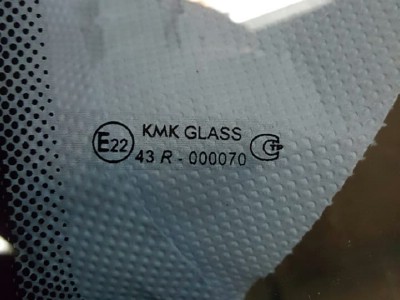 KMK GLASS
E22 43 R - 000070